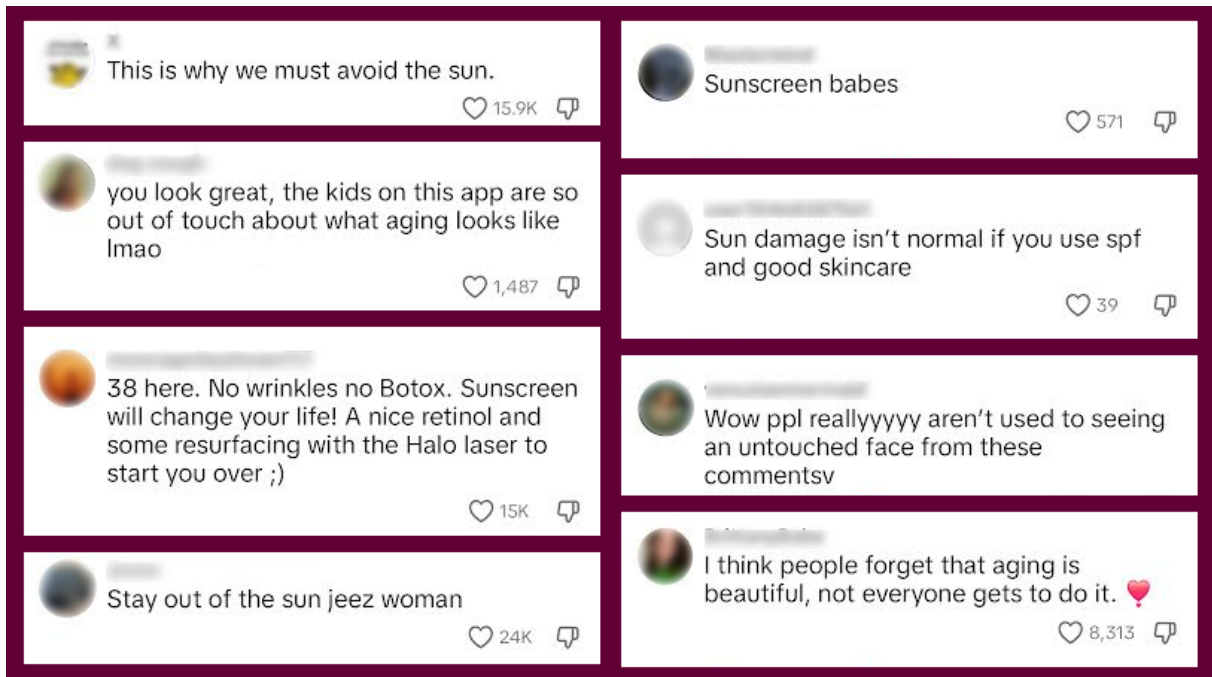 This is why we must avoid the sun.
15.9K
you look great, the kids on this app are so
out of touch about what aging looks like
lmao
1,487
38 here. No wrinkles no Botox. Sunscreen
will change your life! A nice retinol and
some resurfacing with the Halo laser to
start you over ;)
15K
Stay out of the sun jeez woman
24K
Sunscreen babes
571
Sun damage isn't normal if you use spf
and good skincare
39
Wow ppl reallyyyyy aren't used to seeing
an untouched face from these
commentsv
I think people forget that aging is
beautiful, not everyone gets to do it. ❣️
8,313